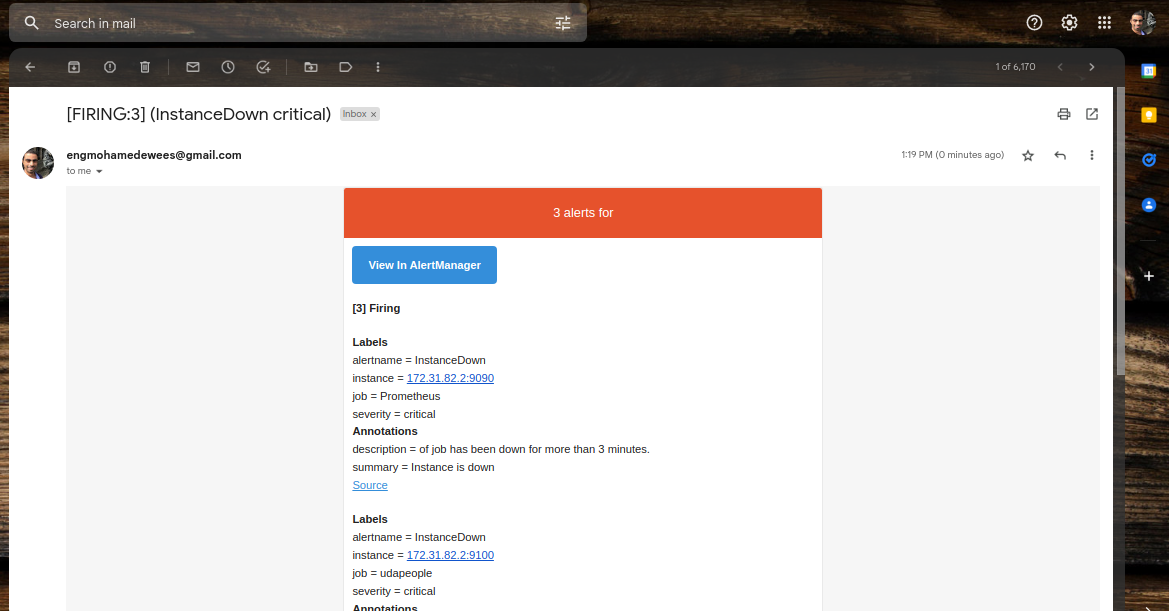 Search in mail
1 of 6,170
[FIRING:3] (InstanceDown critical)
Inbox x
engmohamedewees@gmail.com
1:19 PM (0 minutes ago)
to me
3 alerts for
View In AlertManager
[3] Firing
Labels
alertname = InstanceDown
instance = 172.31.82.2:9090
job = Prometheus
severity = critical
Annotations
description = of job has been down for more than 3 minutes.
summary = Instance is down
Source
Labels
alertname = InstanceDown
instance = 172.31.82.2:9100
job = udapeople
severity = critical
Annotations